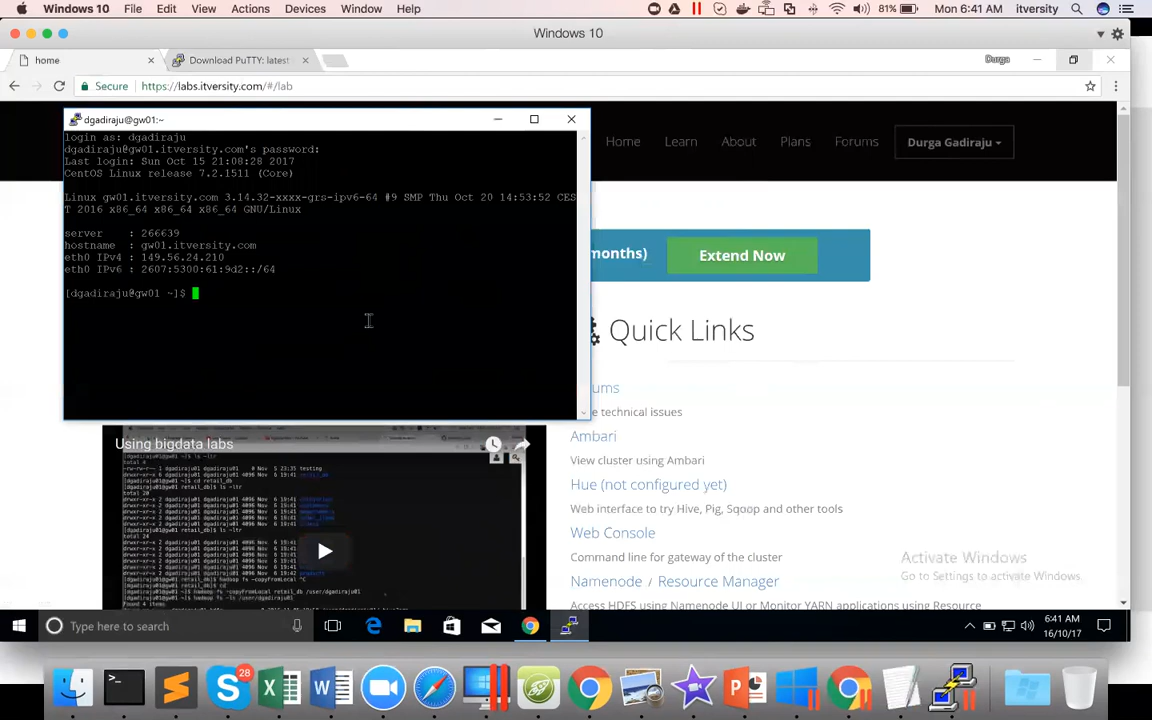 Windows 10 File Edit View Actions Devices Window Help 81% Mon 6:41 AM itversity
Windows 10
home Download PuTTY: latest Durga
Secure https://labs.itversity.com/#/lab
dgadiraju@gw01:~
Home Learn About Plans Forums Durga Gadiraju
login as: dgadiraju
dgadiraju@gw01.itversity.com's password:
Last login: Sun Oct 15 21:08:28 2017
CentOS Linux release 7.2.1511 (Core)
Linux gw01.itversity.com 3.14.32-xxxx-grs-ipv6-64 #9 SMP Thu Oct 20 14:53:52 CES
T 2016 x86_64 x86_64 x86_64 GNU/Linux
server : 266639
hostname : gw01.itversity.com
eth0 IPv4 : 149.56.24.210
eth0 IPv6 : 2607:5300:61:9d2::/64
[dgadiraju@gw01 ~]$
months) Extend Now
Quick Links
ums
e technical issues
Ambari
View cluster using Ambari
Hue (not configured yet)
Web interface to try Hive, Pig, Sqoop and other tools
Web Console
Command line for gateway of the cluster
Namenode / Resource Manager
Access HDFS using Namenode UI or Monitor YARN applications using Resource
Using bigdata labs
Activate Windows
Go to Settings to activate Windows.
Type here to search
6:41 AM
16/10/17
28